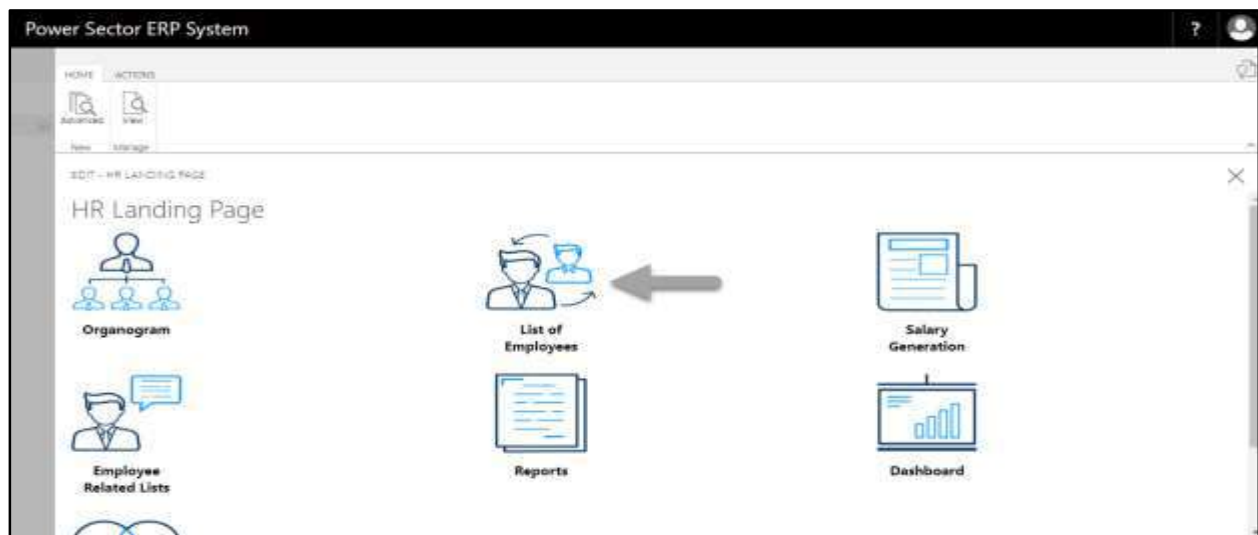 Power Sector ERP System
?
HOME ACTIONS
Advanced View
New Manage
EDIT - HR LANDING PAGE
HR Landing Page
Organogram
List of
Employees
Salary
Generation
Employee
Related Lists
Reports
Dashboard